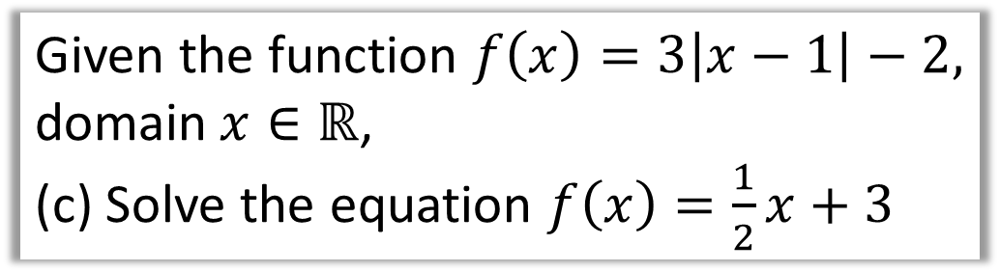 Given the function f(x) = 3|x − 1| − 2,
domain x ∈ ℝ,
(c) Solve the equation f(x) = 1/2 x + 3